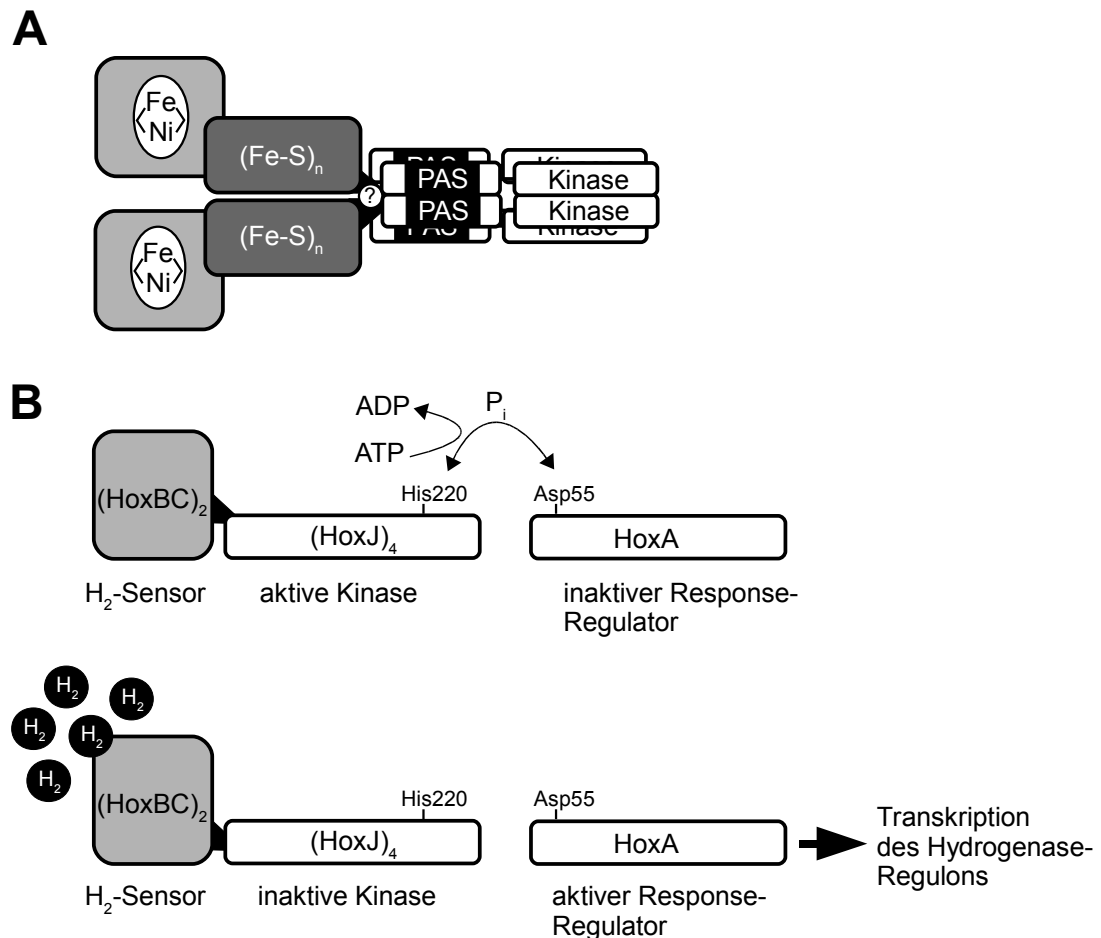 A
Fe
Ni
(Fe-S)n
PAS
Kinase
PAS
Kinase
?
PAS
Kinase
Fe
Ni
(Fe-S)n
PAS
Kinase
B
ADP
Pi
ATP
His220
Asp55
(HoxBC)2
(HoxJ)4
HoxA
H2-Sensor
aktive Kinase
inaktiver Response-
Regulator
H2
H2
H2
H2
H2
His220
Asp55
(HoxBC)2
(HoxJ)4
HoxA
Transkription
des Hydrogenase-
Regulons
H2-Sensor
inaktive Kinase
aktiver Response-
Regulator